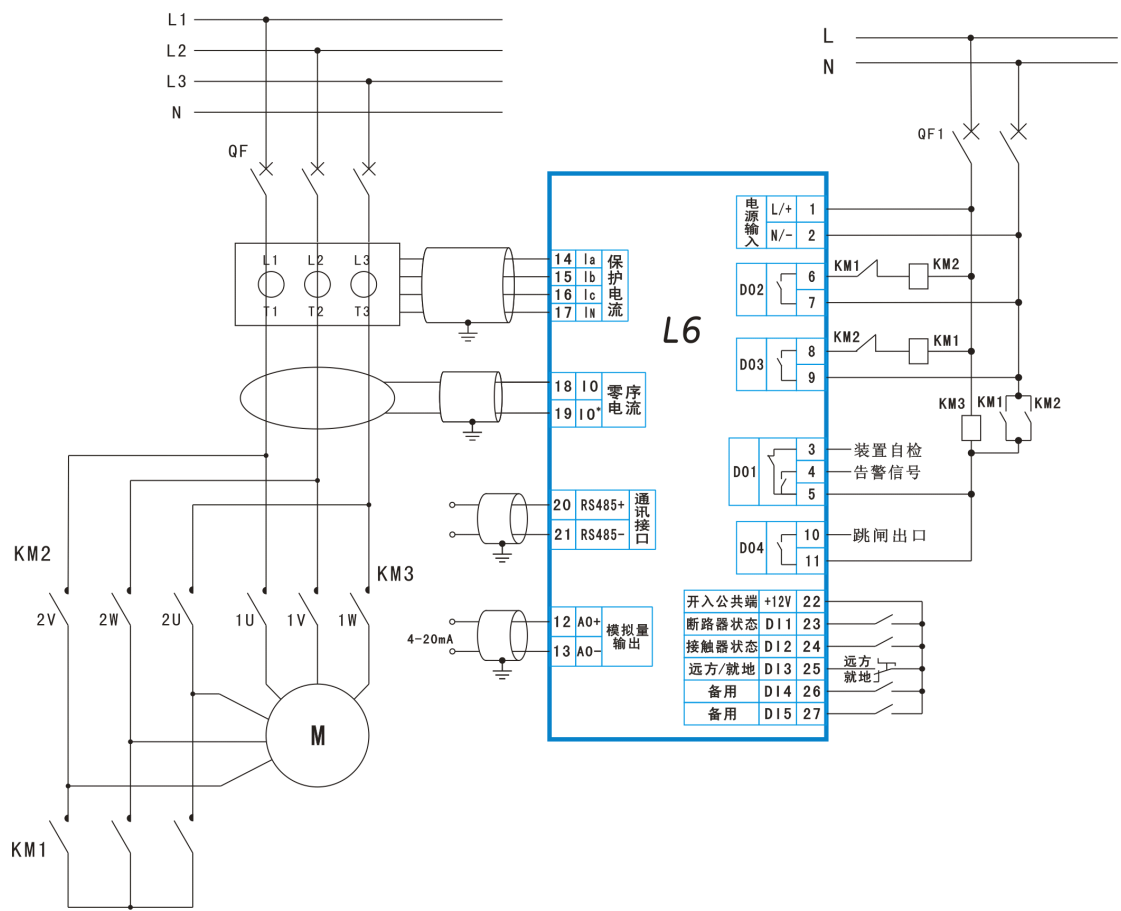 L1
L2
L3
N
QF
L1 L2 L3
T1 T2 T3
KM2
2V 2W 2U 1U 1V 1W
KM3
M
KM1
L6
14 Ia
15 Ib
16 Ic
17 IN
保护电流
18 I0
19 I0*
零序电流
20 RS485+
21 RS485-
通讯接口
4-20mA
12 AO+
13 AO-
模拟量输出
L
N
QF1
电源输入
L/+ 1
N/- 2
DO2
6
7
KM1
KM2
DO3
8
9
KM2
KM1
KM3
KM1
KM2
DO1
3 装置自检
4 告警信号
5
DO4
10 跳闸出口
11
开入公共端 +12V 22
断路器状态 DI1 23
接触器状态 DI2 24
远方/就地 DI3 25
远方
就地
备用 DI4 26
备用 DI5 27